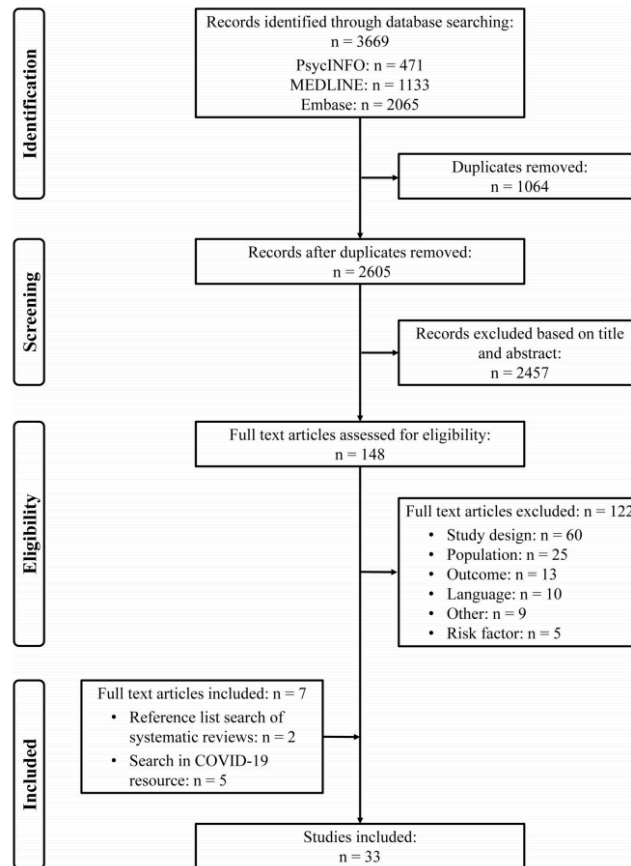 Identification
Records identified through database searching:
n = 3669
PsycINFO: n = 471
MEDLINE: n = 1133
Embase: n = 2065
Duplicates removed:
n = 1064
Screening
Records after duplicates removed:
n = 2605
Records excluded based on title
and abstract:
n = 2457
Eligibility
Full text articles assessed for eligibility:
n = 148
Full text articles excluded: n = 122
• Study design: n = 60
• Population: n = 25
• Outcome: n = 13
• Language: n = 10
• Other: n = 9
• Risk factor: n = 5
Included
Full text articles included: n = 7
• Reference list search of
systematic reviews: n = 2
• Search in COVID-19
resource: n = 5
Studies included:
n = 33